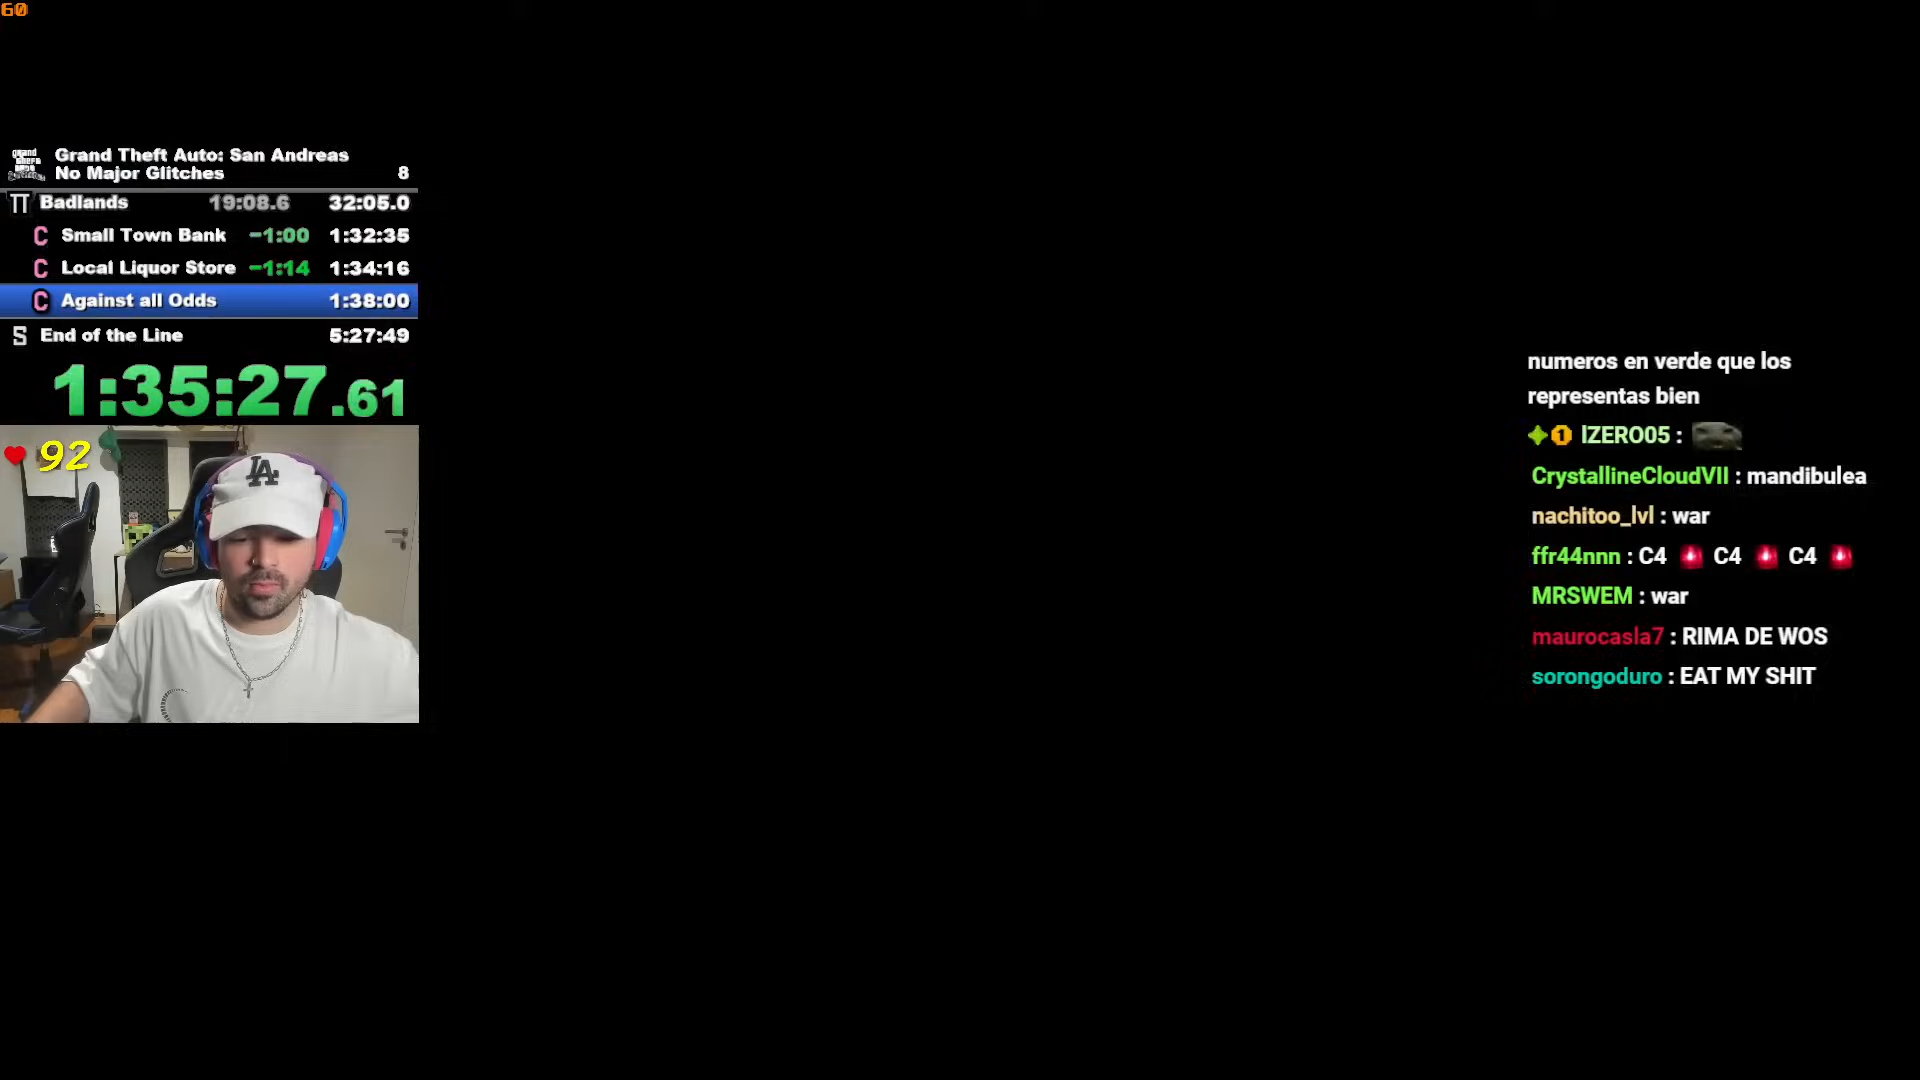 60
Grand Theft Auto: San Andreas
No Major Glitches 8
Badlands 19:08.6 32:05.0
C Small Town Bank -1:00 1:32:35
C Local Liquor Store -1:14 1:34:16
C Against all Odds 1:38:00
S End of the Line 5:27:49
1:35:27.61
92
LA
numeros en verde que los
representas bien
1 lZERO05 :
CrystallineCloudVII : mandibulea
nachitoo_lvl : war
ffr44nnn : C4 C4 C4
MRSWEM : war
maurocasla7 : RIMA DE WOS
sorongoduro : EAT MY SHIT